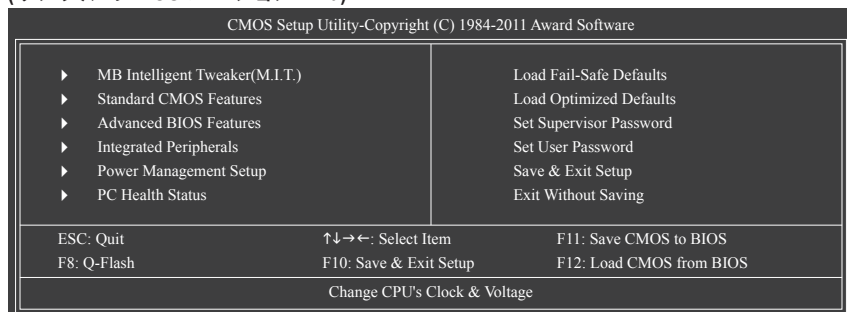 CMOS Setup Utility-Copyright (C) 1984-2011 Award Software
MB Intelligent Tweaker(M.I.T.)
Standard CMOS Features
Advanced BIOS Features
Integrated Peripherals
Power Management Setup
PC Health Status
Load Fail-Safe Defaults
Load Optimized Defaults
Set Supervisor Password
Set User Password
Save & Exit Setup
Exit Without Saving
ESC: Quit ↑↓→←: Select Item F11: Save CMOS to BIOS
F8: Q-Flash F10: Save & Exit Setup F12: Load CMOS from BIOS
Change CPU's Clock & Voltage